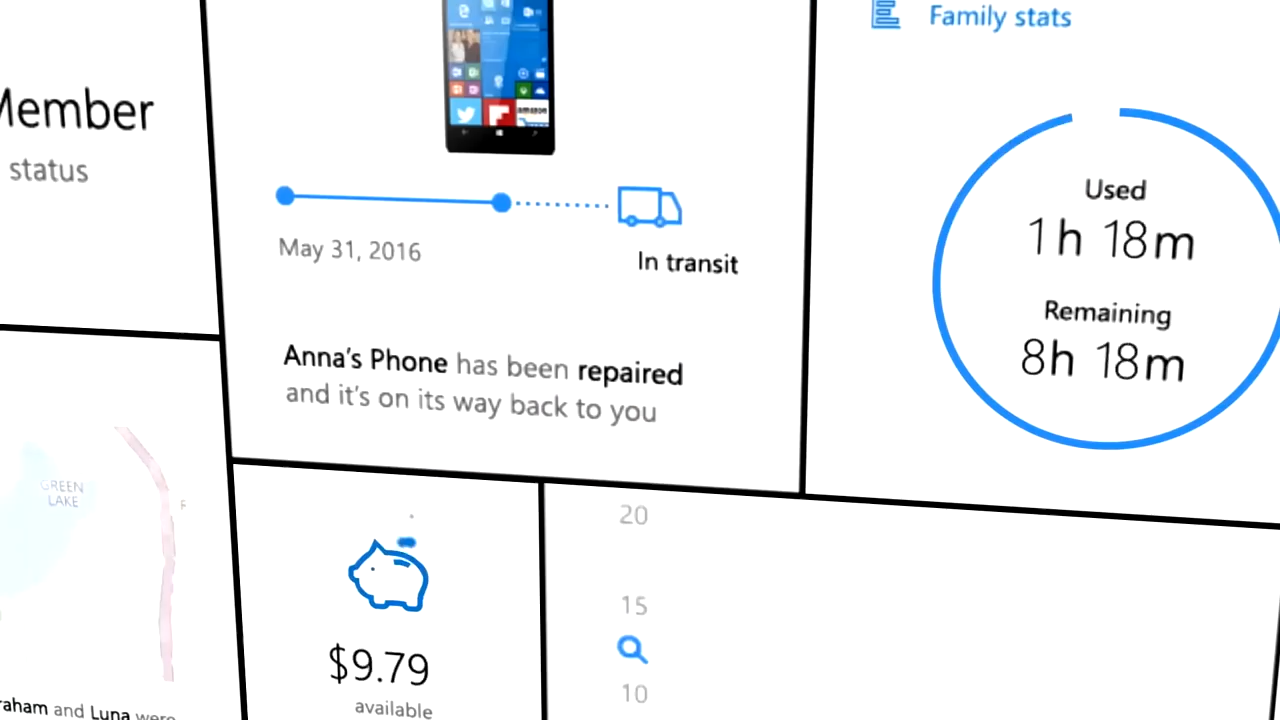 Member
status
amazon
May 31, 2016
In transit
Anna's Phone has been repaired
and it's on its way back to you
Family stats
Used
1h 18m
Remaining
8h 18m
GREEN
LAKE
F
raham and Luna were
$9.79
available
20
15
10